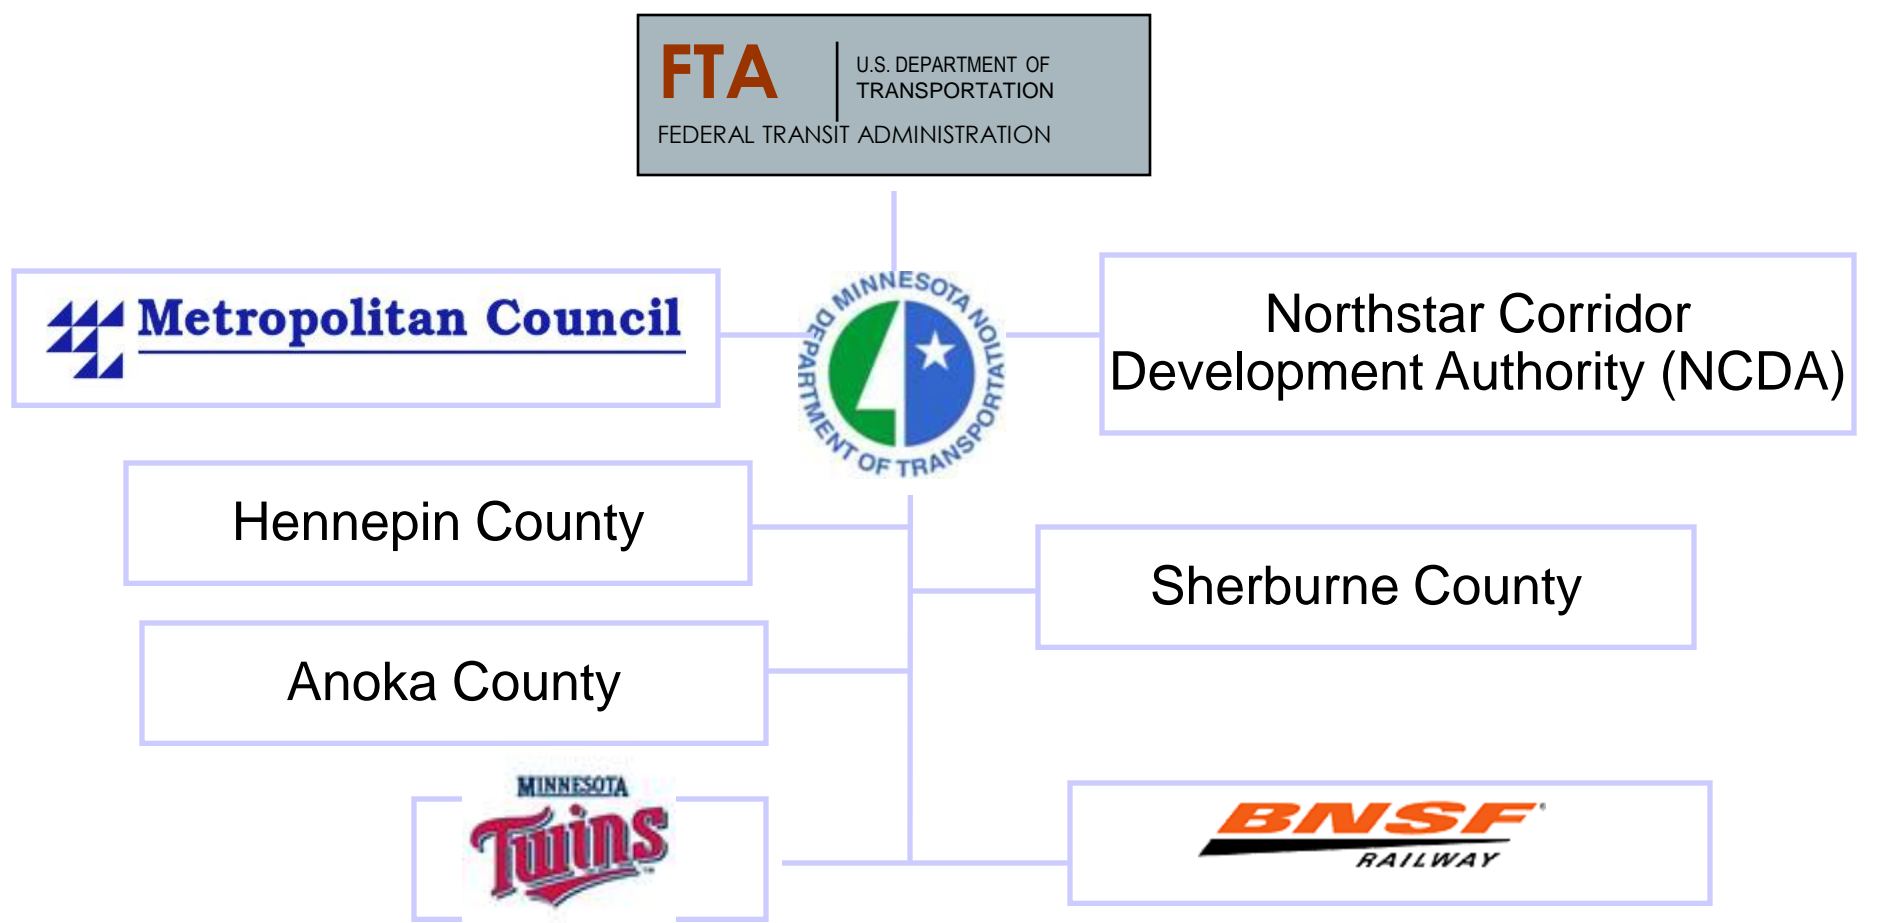 FTA
U.S. DEPARTMENT OF
TRANSPORTATION
FEDERAL TRANSIT ADMINISTRATION
Metropolitan Council
MINNESOTA
DEPARTMENT OF TRANSPORTATION
Northstar Corridor
Development Authority (NCDA)
Hennepin County
Sherburne County
Anoka County
MINNESOTA
Twins
BNSF
RAILWAY